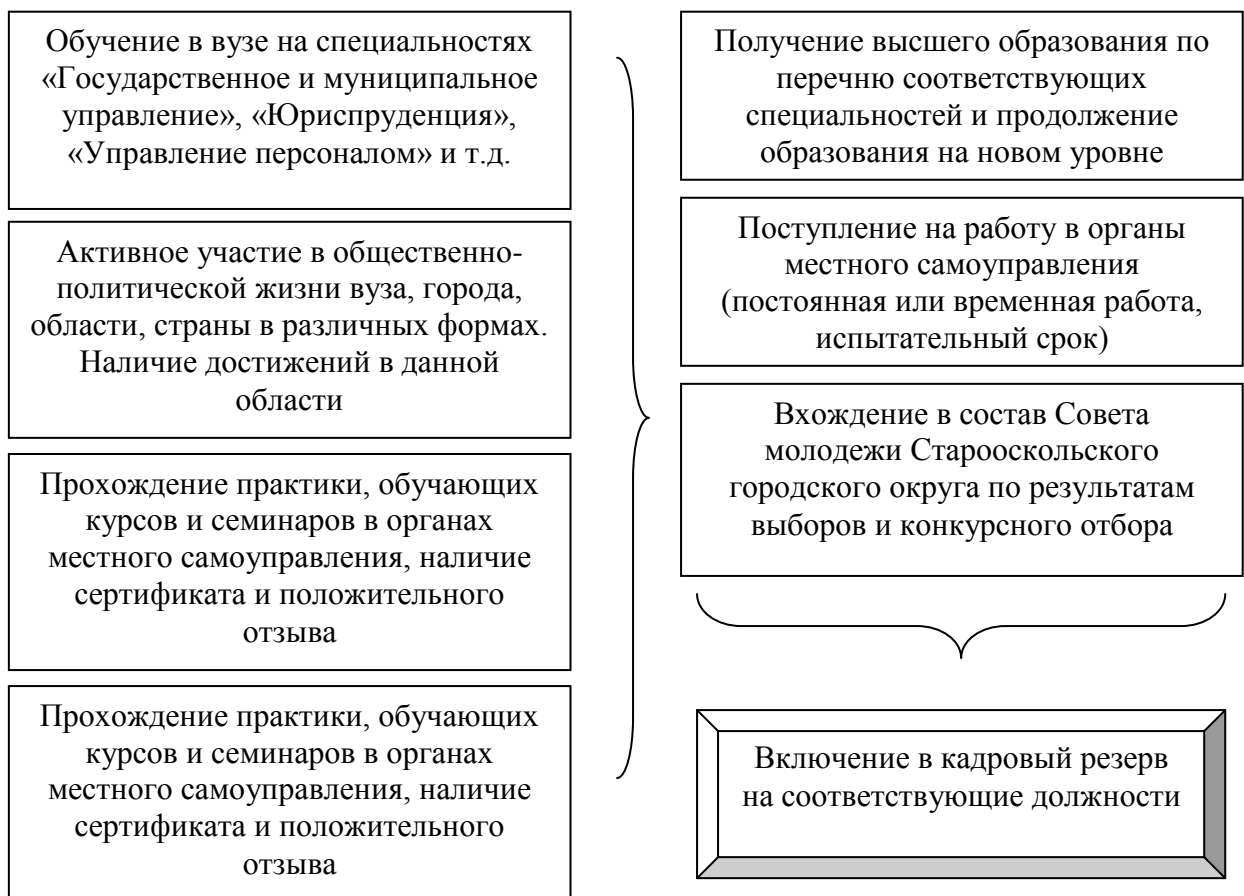 Обучение в вузе на специальностях
«Государственное и муниципальное
управление», «Юриспруденция»,
«Управление персоналом» и т.д.
Активное участие в общественно-
политической жизни вуза, города,
области, страны в различных формах.
Наличие достижений в данной
области
Прохождение практики, обучающих
курсов и семинаров в органах
местного самоуправления, наличие
сертификата и положительного
отзыва
Прохождение практики, обучающих
курсов и семинаров в органах
местного самоуправления, наличие
сертификата и положительного
отзыва
Получение высшего образования по
перечню соответствующих
специальностей и продолжение
образования на новом уровне
Поступление на работу в органы
местного самоуправления
(постоянная или временная работа,
испытательный срок)
Вхождение в состав Совета
молодежи Старооскольского
городского округа по результатам
выборов и конкурсного отбора
Включение в кадровый резерв
на соответствующие должности